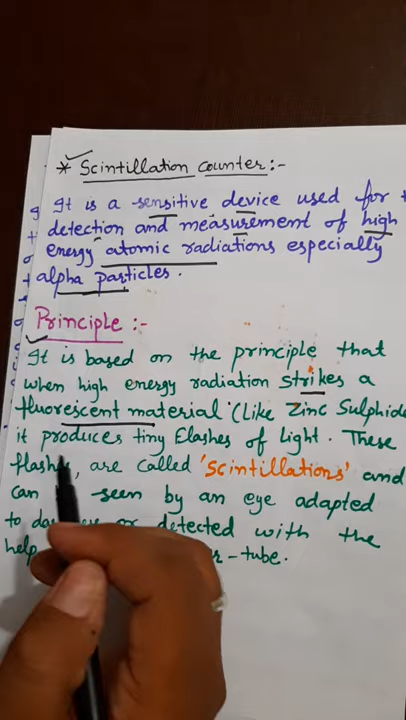 * Scintillation Counter:-
It is a sensitive device used for
detection and measurement of high
energy atomic radiations especially
alpha particles.
Principle :-
It is based on the principle that
when high energy radiation strikes a
fluorescent material (like Zinc Sulphide
it produces tiny flashes of light. These
flashes, are called 'Scintillations' and
can seen by an eye adapted
to detected with the
help - tube.